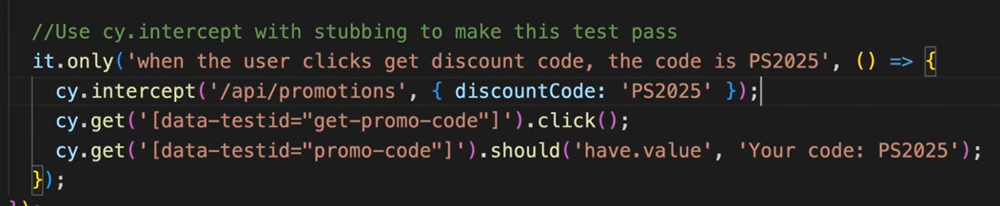 //Use cy.intercept with stubbing to make this test pass
it.only('when the user clicks get discount code, the code is PS2025', () => {
cy.intercept('/api/promotions', { discountCode: 'PS2025' });
cy.get('[data-testid="get-promo-code"]').click();
cy.get('[data-testid="promo-code"]').should('have.value', 'Your code: PS2025');
});